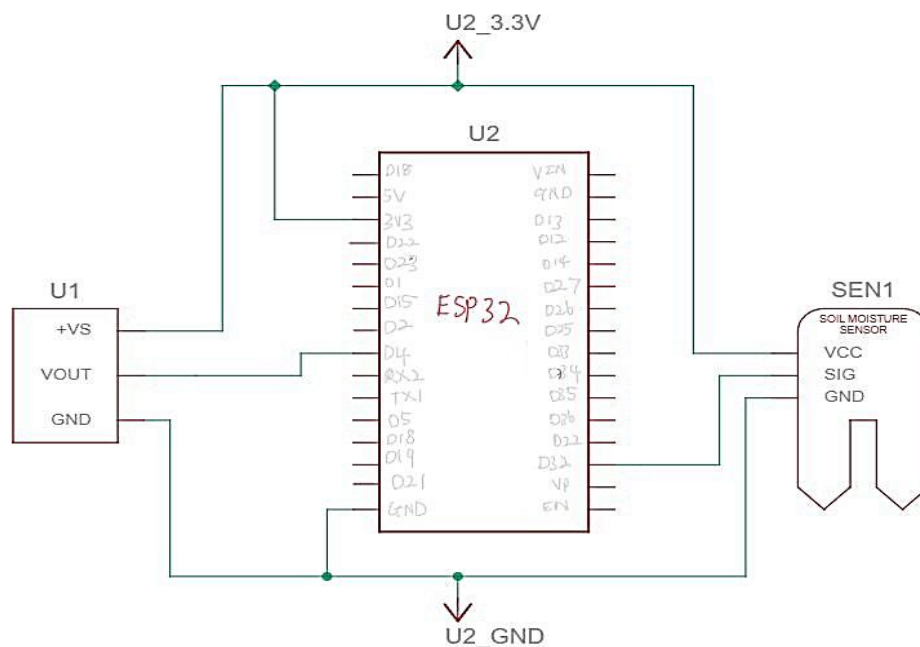 U2_3.3V
U2
D18
5V
3V3
D22
D23
D1
D15
D2
D4
RX2
TX1
D5
D18
D19
D21
GND
VIN
GND
D13
D12
D14
D27
D26
D25
D33
D34
D35
D36
D22
D32
VP
EN
ESP32
U1
+VS
VOUT
GND
SEN1
SOIL MOISTURE
SENSOR
VCC
SIG
GND
U2_GND